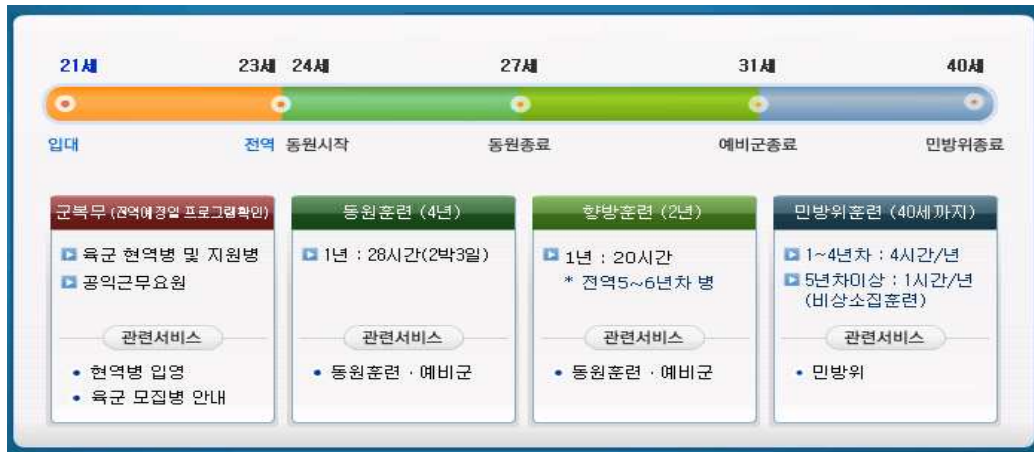 21세 23세 24세 27세 31세 40세
입대 전역 동원시작 동원종료 예비군종료 민방위종료
군복무 (전역예정일 프로그램확인)
육군 현역병 및 지원병
공익근무요원
관련서비스
• 현역병 입영
• 육군 모집병 안내
동원훈련 (4년)
1년 : 28시간(2박3일)
관련서비스
• 동원훈련 · 예비군
향방훈련 (2년)
1년 : 20시간
* 전역5~6년차 병
관련서비스
• 동원훈련 · 예비군
민방위훈련 (40세까지)
1~4년차 : 4시간/년
5년차이상 : 1시간/년
(비상소집훈련)
관련서비스
• 민방위